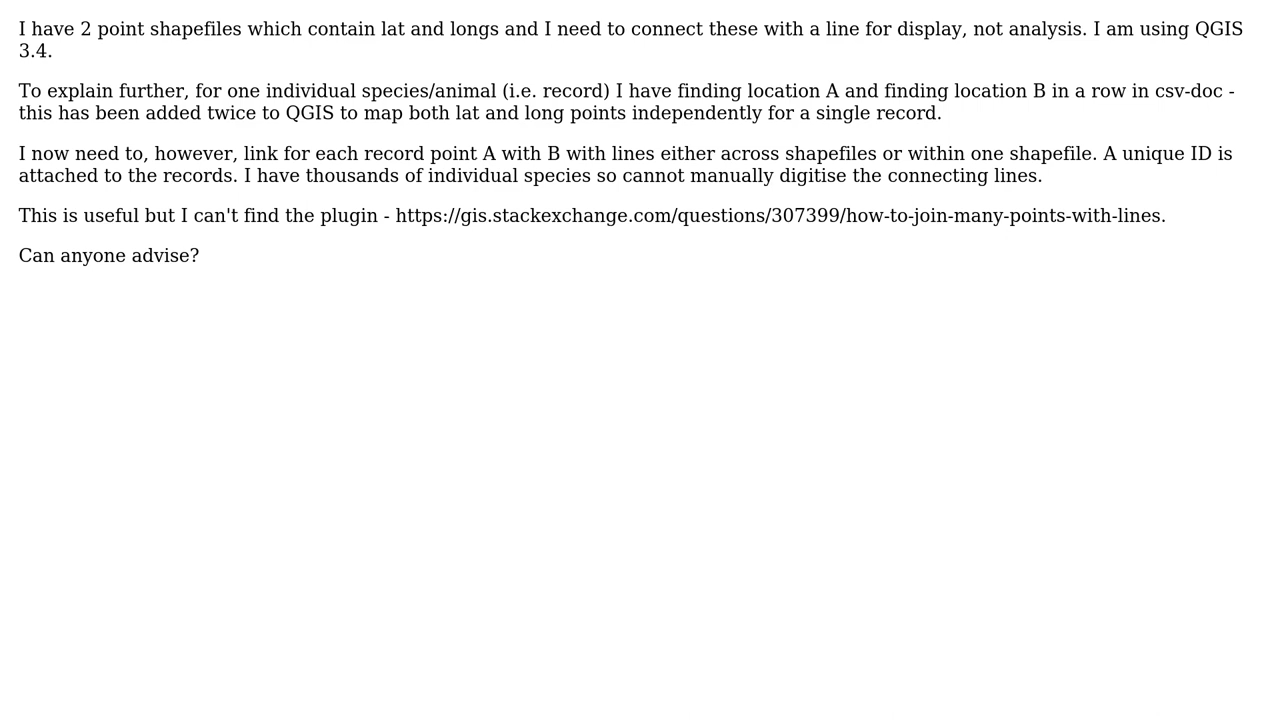 I have 2 point shapefiles which contain lat and longs and I need to connect these with a line for display, not analysis. I am using QGIS
3.4.
To explain further, for one individual species/animal (i.e. record) I have finding location A and finding location B in a row in csv-doc -
this has been added twice to QGIS to map both lat and long points independently for a single record.
I now need to, however, link for each record point A with B with lines either across shapefiles or within one shapefile. A unique ID is
attached to the records. I have thousands of individual species so cannot manually digitise the connecting lines.
This is useful but I can't find the plugin - https://gis.stackexchange.com/questions/307399/how-to-join-many-points-with-lines.
Can anyone advise?